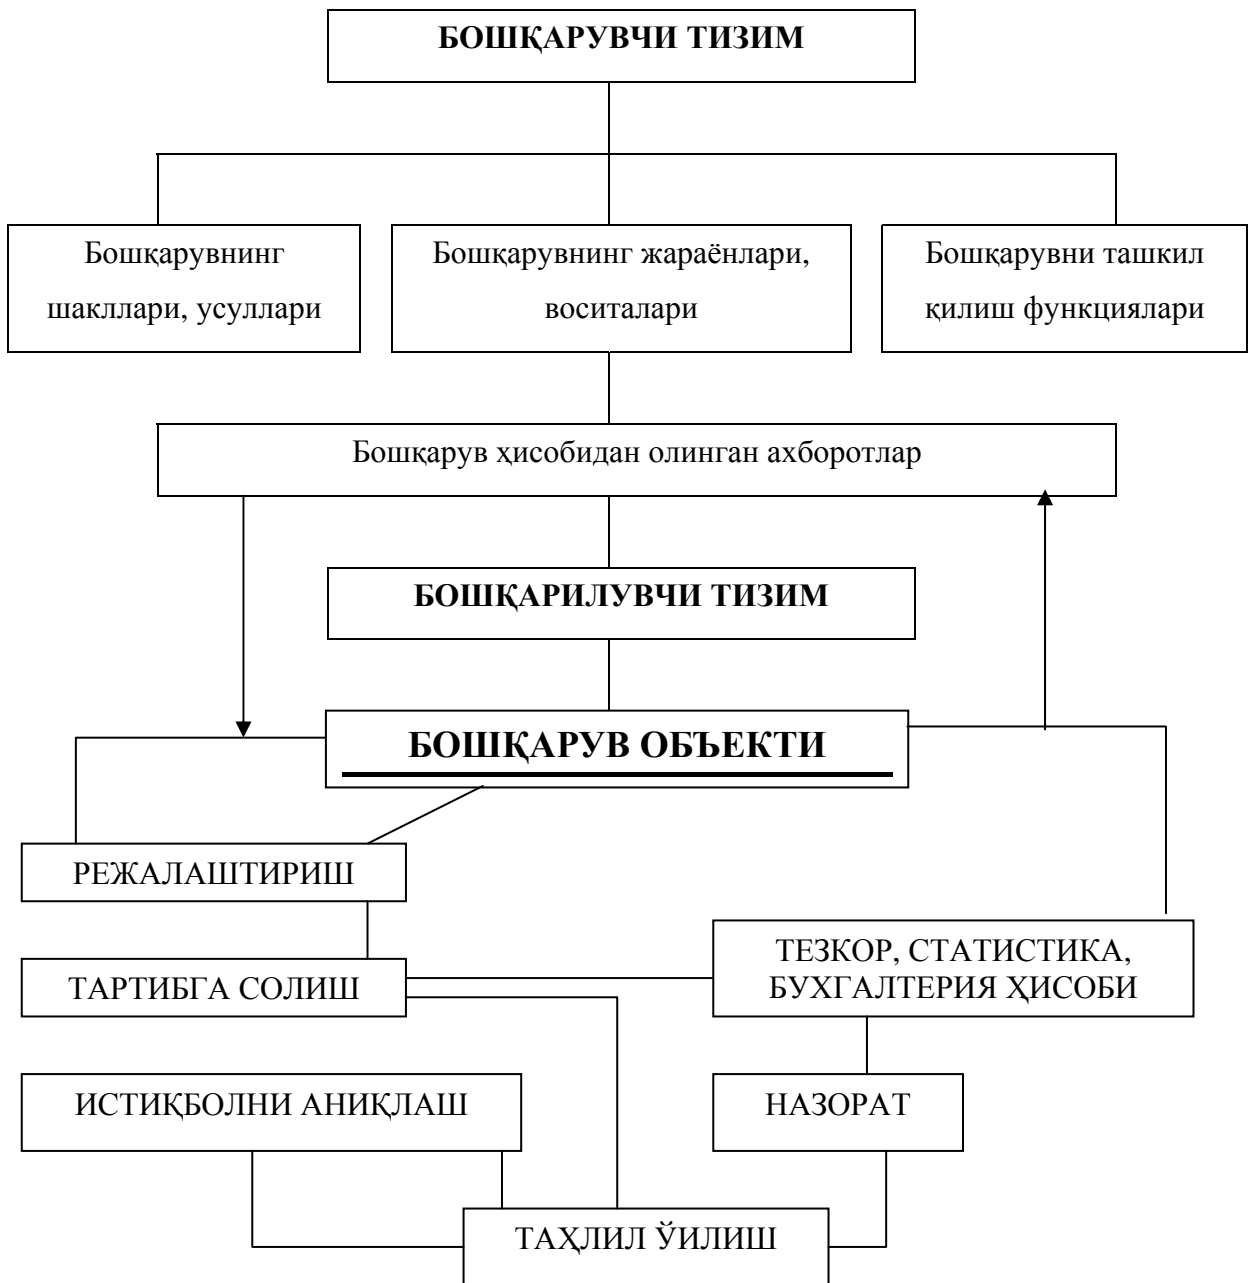 БОШҚАРУВЧИ ТИЗИМ
Бошқарувнинг
шакллари, усуллари
Бошқарувнинг жараёнлари,
воситалари
Бошқарувни ташкил
қилиш функциялари
Бошқарув ҳисобидан олинган ахборотлар
БОШҚАРИЛУВЧИ ТИЗИМ
БОШҚАРУВ ОБЪЕКТИ
РЕЖАЛАШТИРИШ
ТЕЗКОР, СТАТИСТИКА,
БУХГАЛТЕРИЯ ҲИСОБИ
ТАРТИБГА СОЛИШ
ИСТИҚБОЛНИ АНИҚЛАШ
НАЗОРАТ
ТАҲЛИЛ ЎИЛИШ